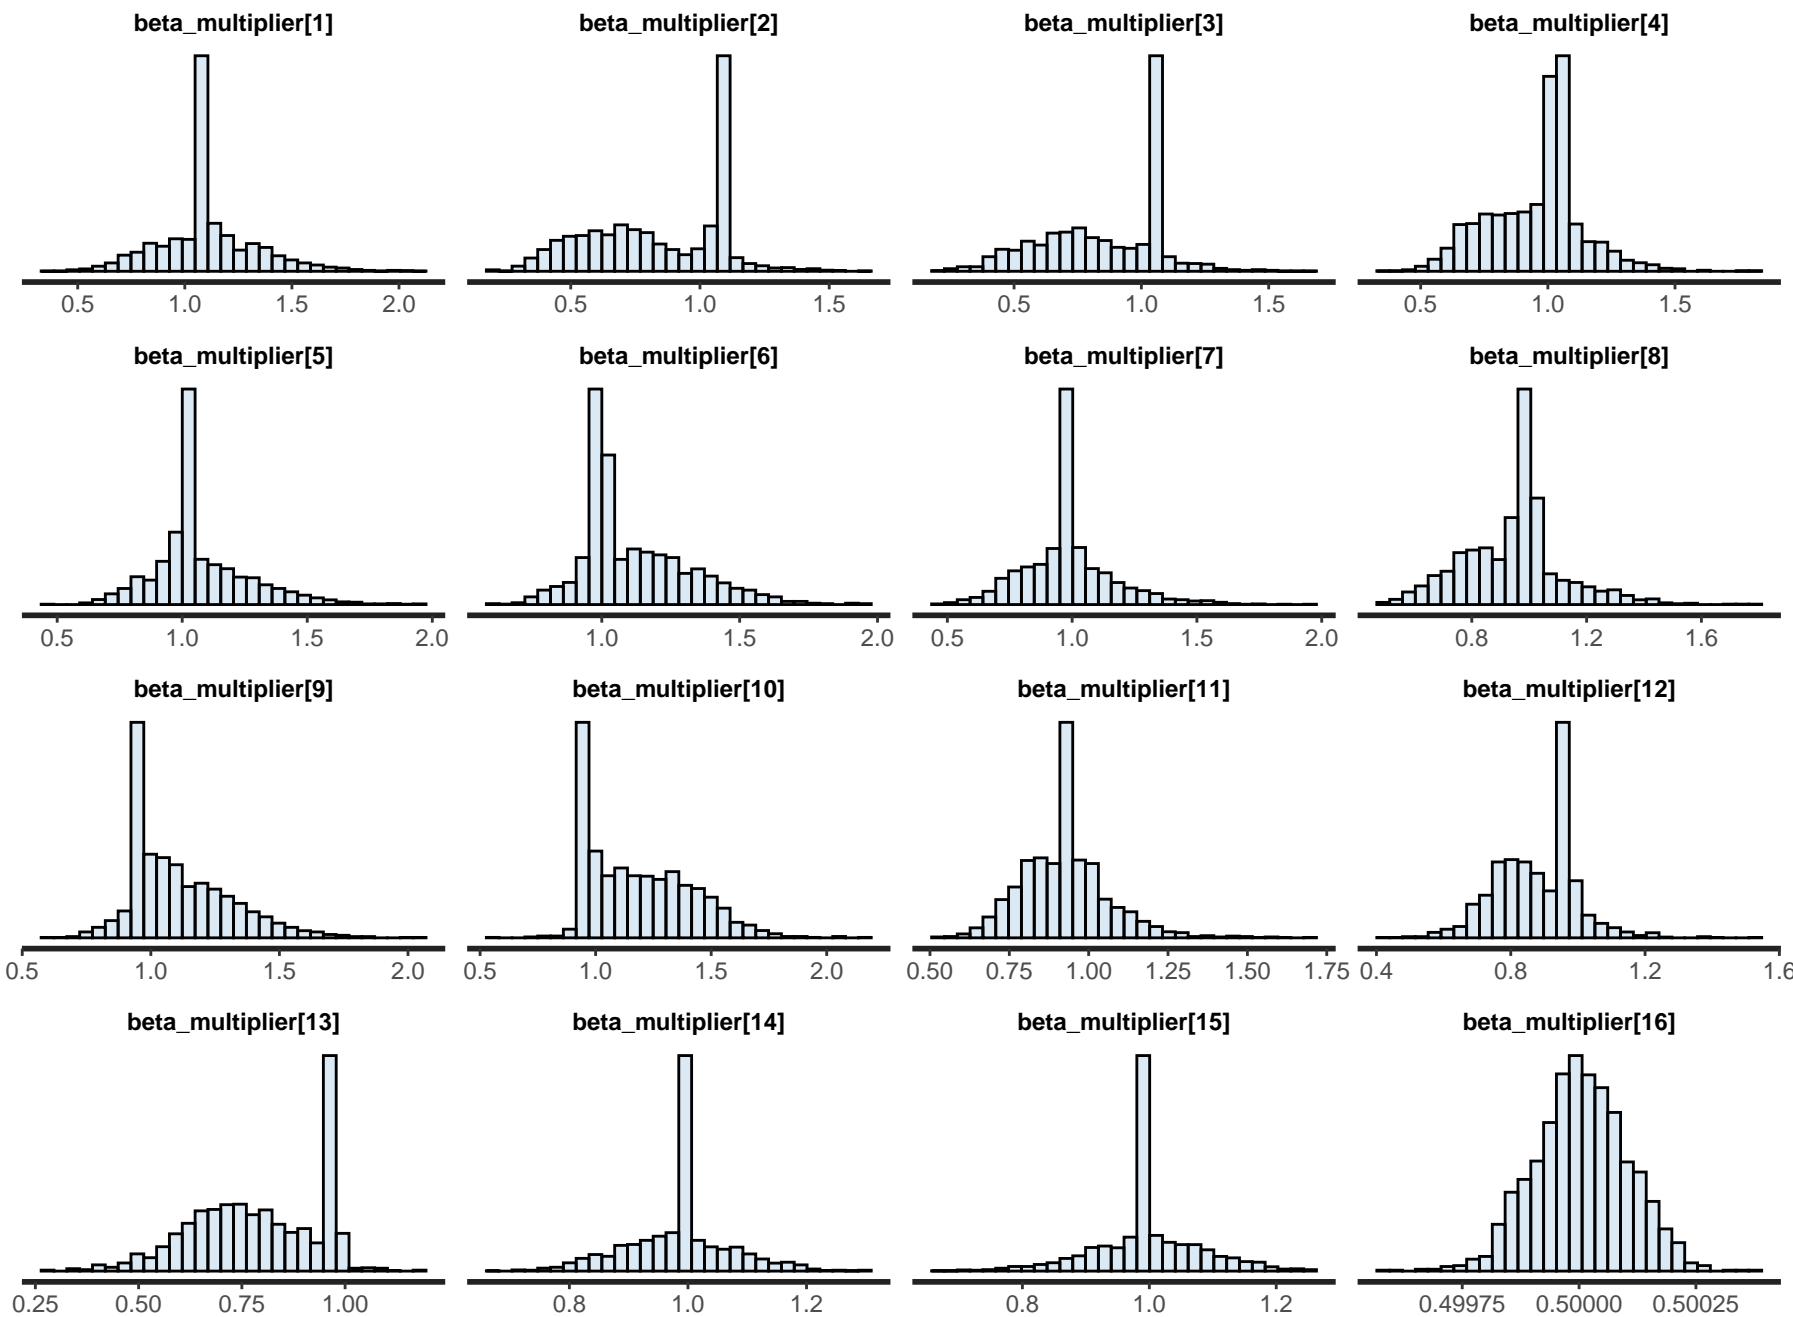 beta_multiplier[1] beta_multiplier[2] beta_multiplier[3] beta_multiplier[4]
0.5 1.0 1.5 2.0 0.5 1.0 1.5 0.5 1.0 1.5 0.5 1.0 1.5
beta_multiplier[5] beta_multiplier[6] beta_multiplier[7] beta_multiplier[8]
0.5 1.0 1.5 2.0 1.0 1.5 2.0 0.5 1.0 1.5 2.0 0.8 1.2 1.6
beta_multiplier[9] beta_multiplier[10] beta_multiplier[11] beta_multiplier[12]
0.5 1.0 1.5 2.0 0.5 1.0 1.5 2.0 0.50 0.75 1.00 1.25 1.50 1.75 0.4 0.8 1.2 1.6
beta_multiplier[13] beta_multiplier[14] beta_multiplier[15] beta_multiplier[16]
0.25 0.50 0.75 1.00 0.8 1.0 1.2 0.8 1.0 1.2 0.49975 0.50000 0.50025